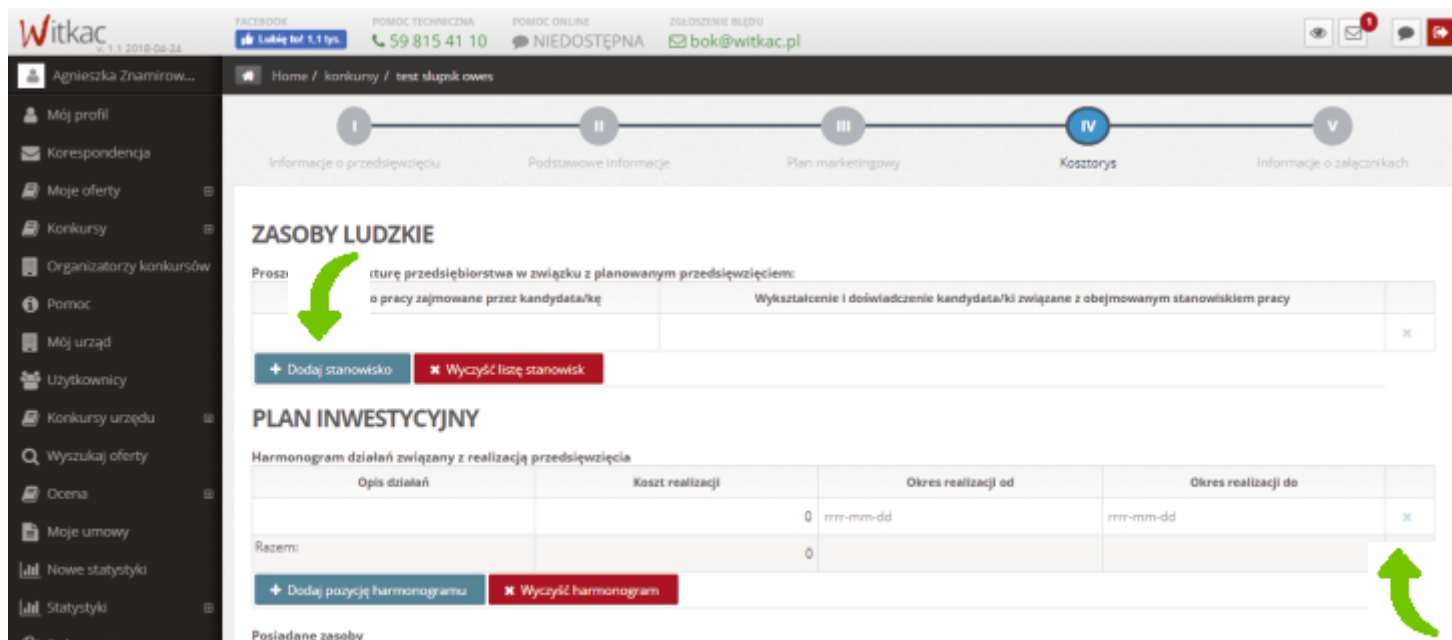 Witkac
v. 1.1 2018-04-24
FACEBOOK
Lubię to! 1,1 tys.
POMOC TECHNICZNA
59 815 41 10
POMOC ONLINE
NIEDOSTĘPNA
ZGŁOSZENIE BŁĘDU
bok@witkac.pl
1
Agnieszka Znamirow...
Home / konkursy / test slupnk owes
Mój profil
Korespondencja
Moje oferty
Konkursy
Organizatorzy konkursów
Pomoc
Mój urząd
Użytkownicy
Konkursy urzędu
Wyszukaj oferty
Ocena
Moje umowy
Nowe statystyki
Statystyki
I II III IV V
Informacje o przedsięwzięciu Podstawowe informacje Plan marketingowy Kosztorys Informacje o załącznikach
ZASOBY LUDZKIE
Prosz turę przedsiębiorstwa w związku z planowanym przedsięwzięciem:
o pracy zajmowane przez kandydata/kę Wykształcenie i doświadczenie kandydata/ki związane z obejmowanym stanowiskiem pracy
Dodaj stanowisko Wyczyść listę stanowisk
PLAN INWESTYCYJNY
Harmonogram działań związany z realizacją przedsięwzięcia
Opis działań Koszt realizacji Okres realizacji od Okres realizacji do
0 rrrr-mm-dd rrrr-mm-dd
Razem: 0
Dodaj pozycję harmonogramu Wyczyść harmonogram
Posiadane zasoby